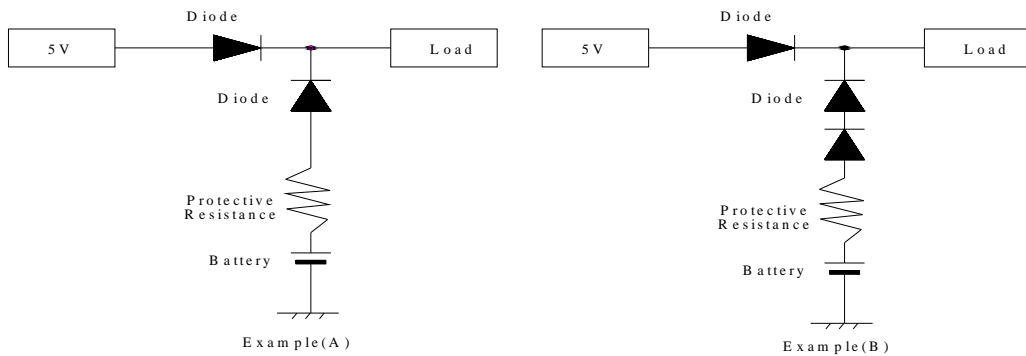 Diode
5V
Load
Diode
Protective
Resistance
Battery
Example(A)
Diode
5V
Load
Diode
Protective
Resistance
Battery
Example(B)